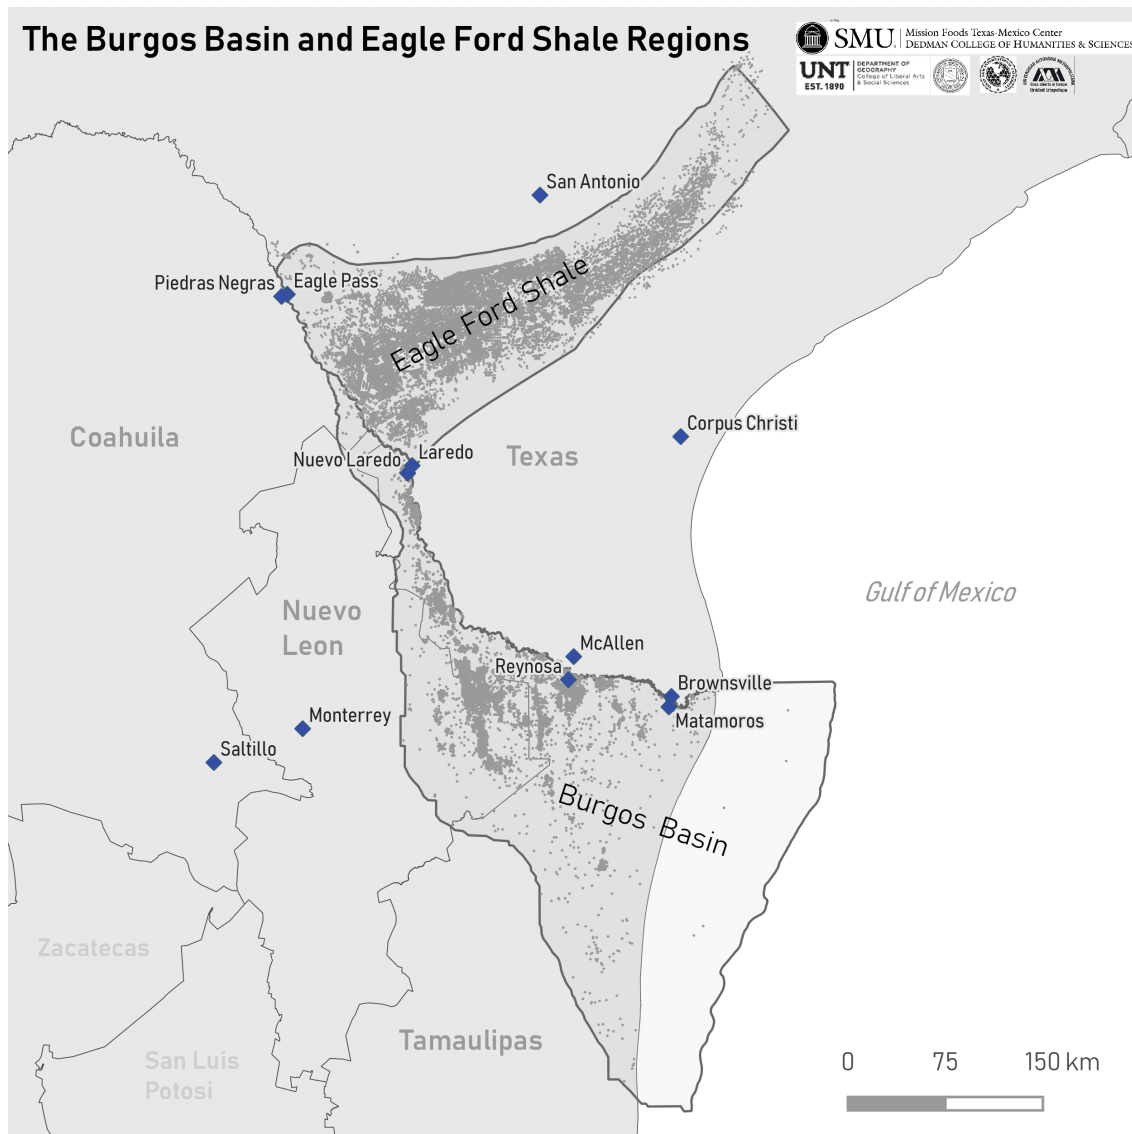 The Burgos Basin and Eagle Ford Shale Regions
SMU
Mission Foods Texas-Mexico Center
DEDMAN COLLEGE OF HUMANITIES & SCIENCES
UNT
EST. 1890
DEPARTMENT OF
GEOGRAPHY
College of Liberal Arts
& Social Sciences
San Antonio
Piedras Negras
Eagle Pass
Eagle Ford Shale
Coahuila
Corpus Christi
Nuevo Laredo
Laredo
Texas
Gulf of Mexico
Nuevo
Leon
McAllen
Reynosa
Brownsville
Matamoros
Monterrey
Saltillo
Burgos Basin
Zacatecas
Tamaulipas
San Luis
Potosi
0 75 150 km